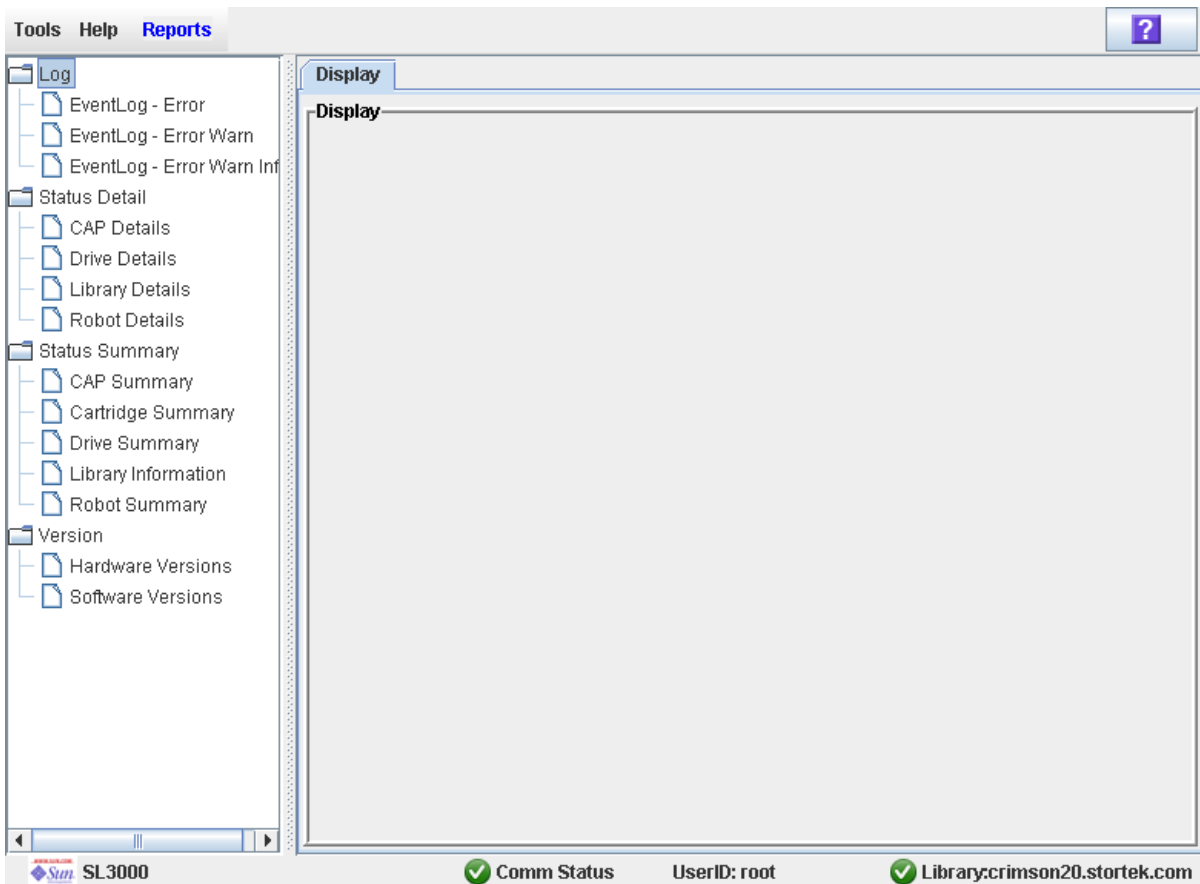 Tools Help Reports
?
Log
EventLog - Error
EventLog - Error Warn
EventLog - Error Warn Inf
Status Detail
CAP Details
Drive Details
Library Details
Robot Details
Status Summary
CAP Summary
Cartridge Summary
Drive Summary
Library Information
Robot Summary
Version
Hardware Versions
Software Versions
Display
Display
Sun SL3000 Comm Status UserID: root Library:crimson20.stortek.com